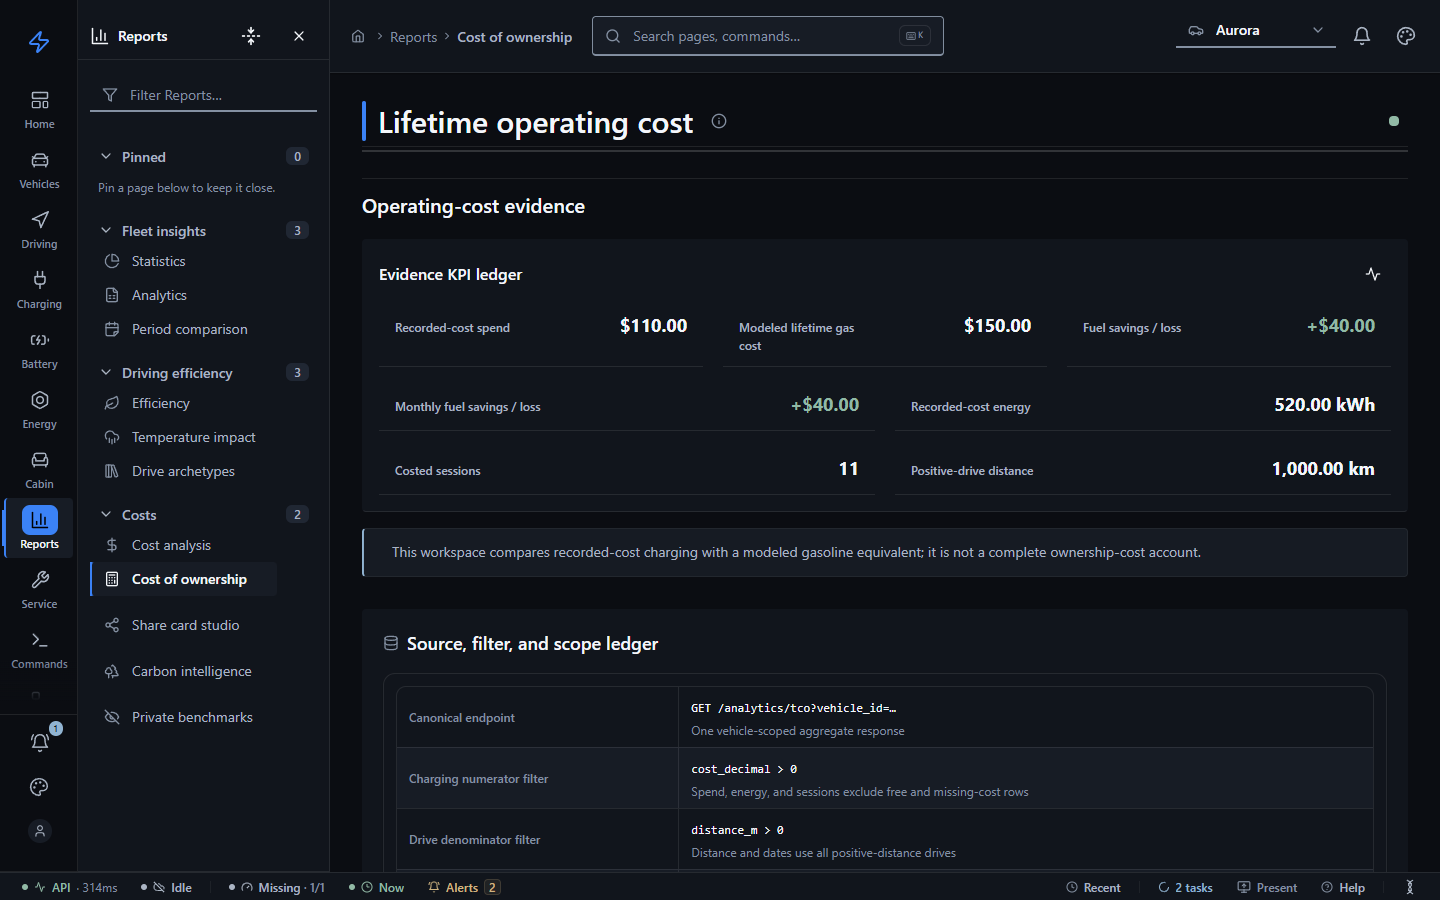 Reports
Reports
Cost of ownership
Search pages, commands...
K
Aurora
Home
Vehicles
Driving
Charging
Battery
Energy
Cabin
Reports
Service
Commands
1
Filter Reports...
Pinned
0
Pin a page below to keep it close.
Fleet insights
3
Statistics
Analytics
Period comparison
Driving efficiency
3
Efficiency
Temperature impact
Drive archetypes
Costs
2
Cost analysis
Cost of ownership
Share card studio
Carbon intelligence
Private benchmarks
Lifetime operating cost
Operating-cost evidence
Evidence KPI ledger
Recorded-cost spend
$110.00
Modeled lifetime gas
cost
$150.00
Fuel savings / loss
+$40.00
Monthly fuel savings / loss
+$40.00
Recorded-cost energy
520.00 kWh
Costed sessions
11
Positive-drive distance
1,000.00 km
This workspace compares recorded-cost charging with a modeled gasoline equivalent; it is not a complete ownership-cost account.
Source, filter, and scope ledger
Canonical endpoint
GET /analytics/tco?vehicle_id=…
One vehicle-scoped aggregate response
Charging numerator filter
cost_decimal > 0
Spend, energy, and sessions exclude free and missing-cost rows
Drive denominator filter
distance_m > 0
Distance and dates use all positive-distance drives
API · 314ms
Idle
Missing · 1/1
Now
Alerts 2
Recent
2 tasks
Present
Help